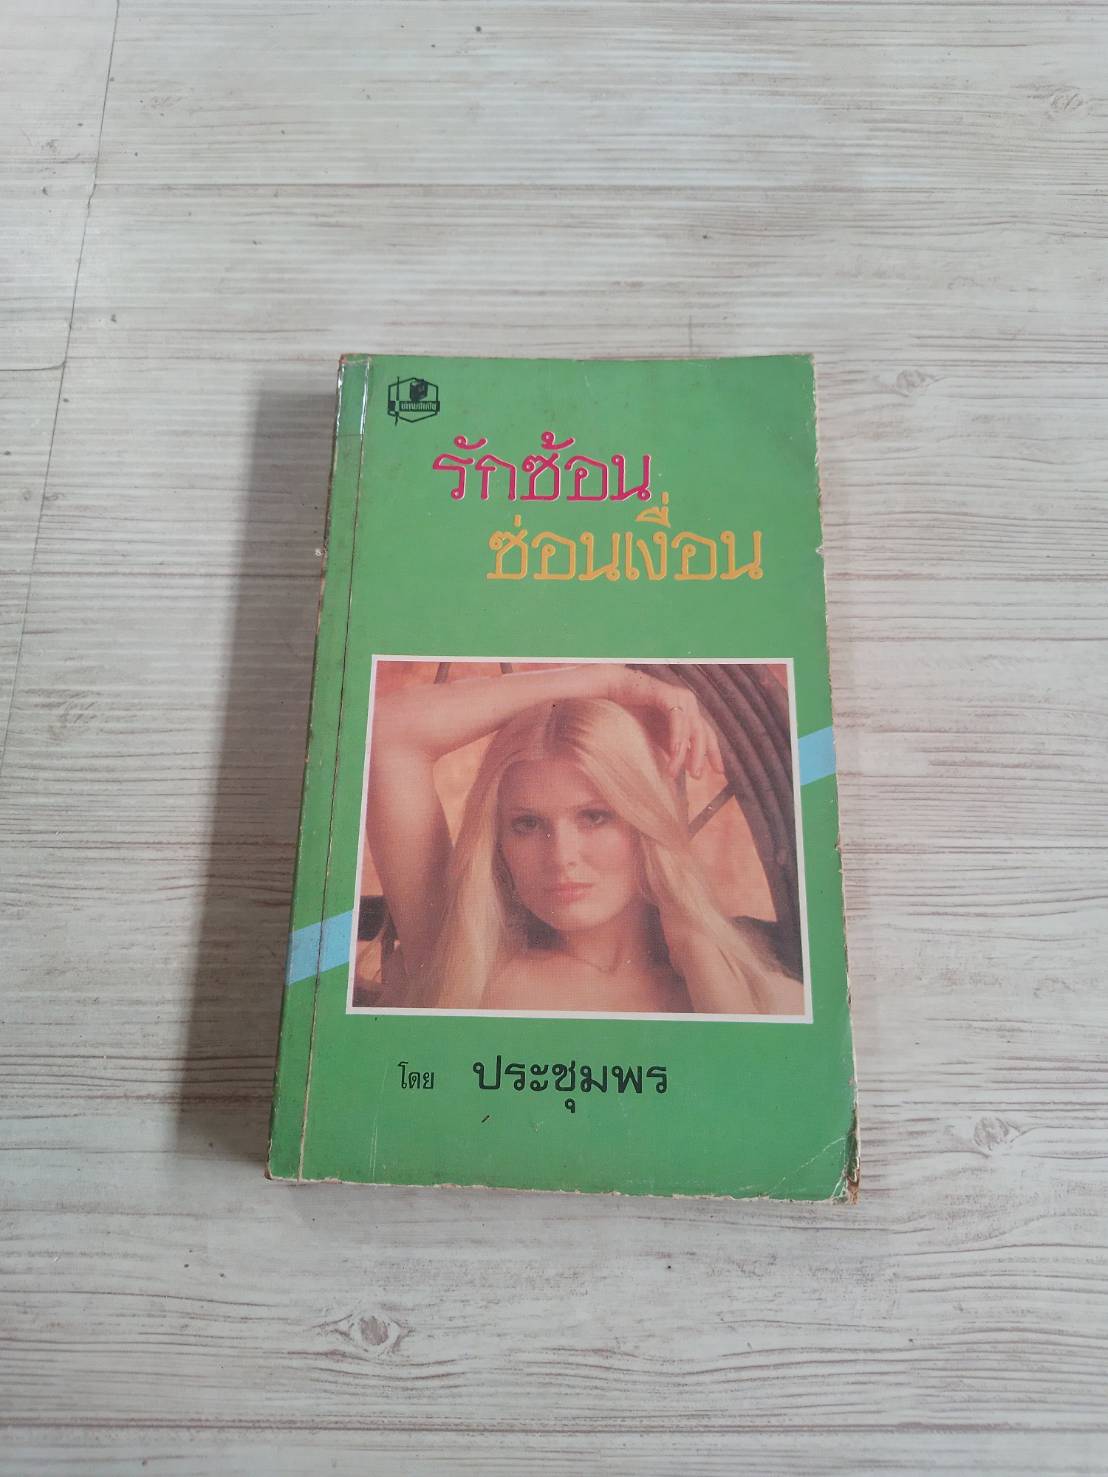 รักซ้อน
ซ่อนเงื่อน
โดย ประชุมพร